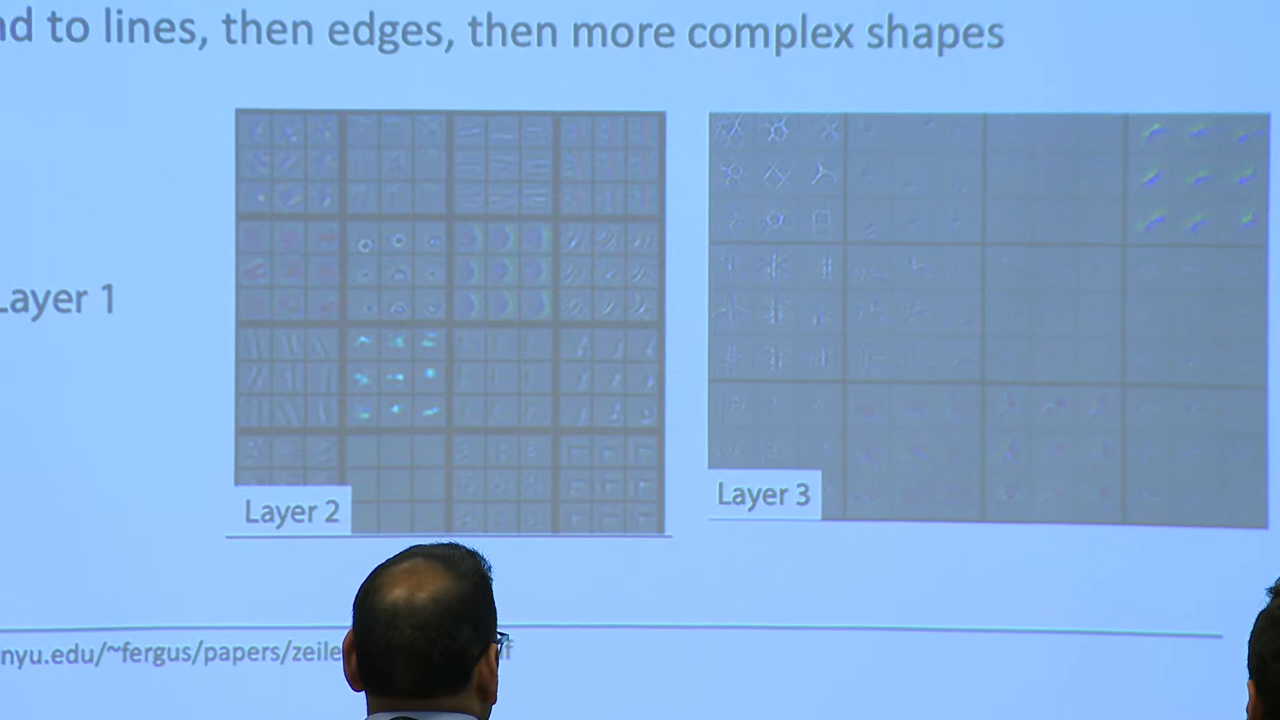 to lines, then edges, then more complex shapes
Layer 1
Layer 2
Layer 3
nyu.edu/~fergus/papers/zeile